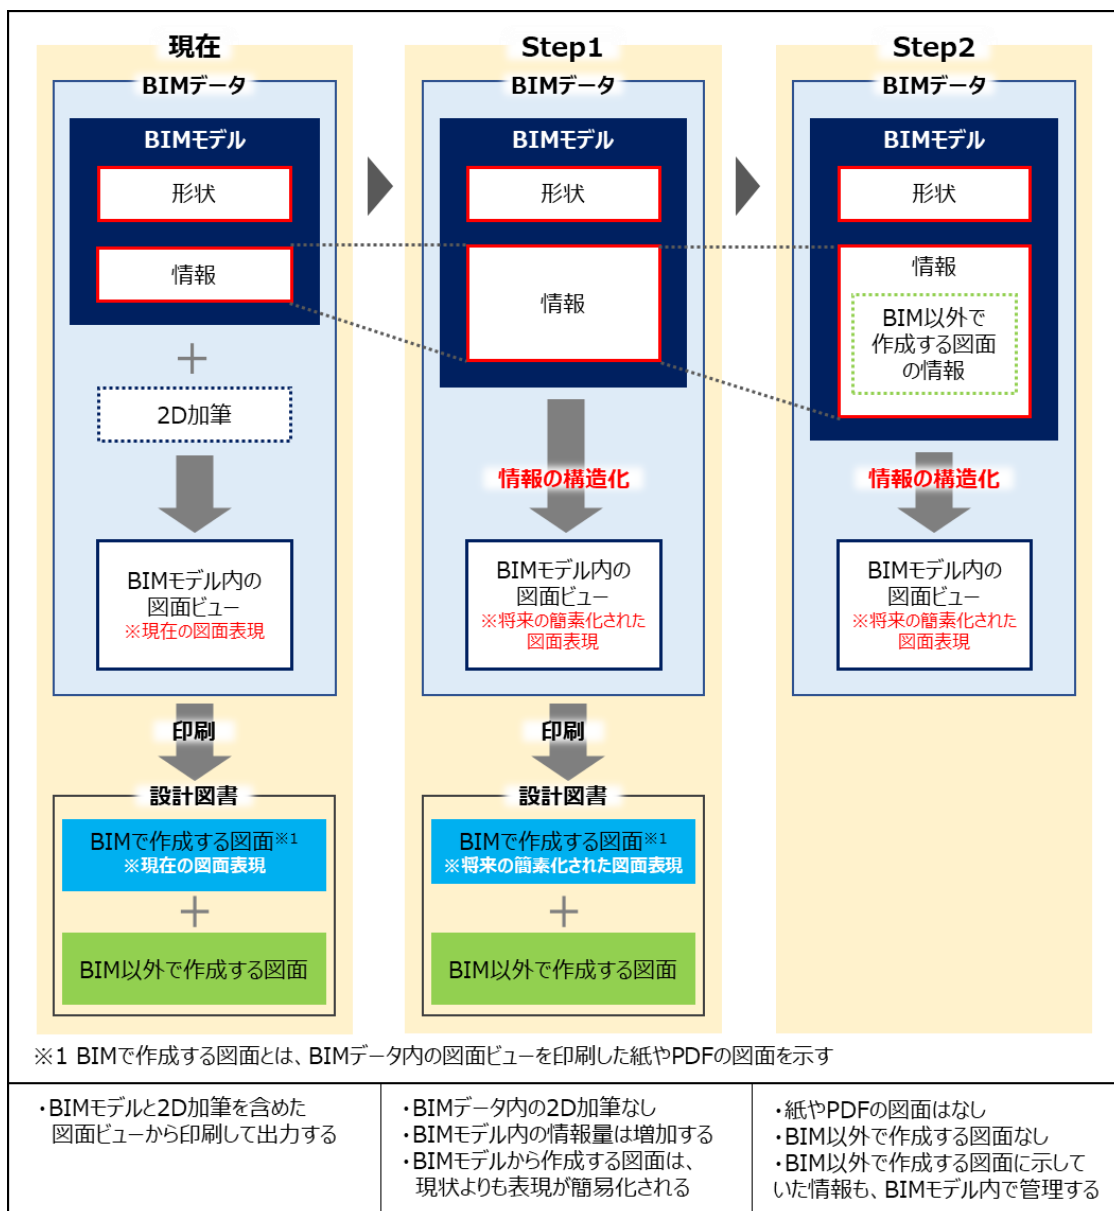 現在
BIMデータ
BIMモデル
形状
情報
2D加筆
BIMモデル内の
図面ビュー
※現在の図面表現
印刷
設計図書
BIMで作成する図面※1
※現在の図面表現
BIM以外で作成する図面
Step1
BIMデータ
BIMモデル
形状
情報
情報の構造化
BIMモデル内の
図面ビュー
※将来の簡素化された
図面表現
印刷
設計図書
BIMで作成する図面※1
※将来の簡素化された図面表現
BIM以外で作成する図面
Step2
BIMデータ
BIMモデル
形状
情報
BIM以外で
作成する図面
の情報
情報の構造化
BIMモデル内の
図面ビュー
※将来の簡素化された
図面表現
※1 BIMで作成する図面とは、BIMデータ内の図面ビューを印刷した紙やPDFの図面を示す
・BIMモデルと2D加筆を含めた
図面ビューから印刷して出力する
・BIMデータ内の2D加筆なし
・BIMモデル内の情報量は増加する
・BIMモデルから作成する図面は、
現状よりも表現が簡易化される
・紙やPDFの図面はなし
・BIM以外で作成する図面なし
・BIM以外で作成する図面に示して
いた情報も、BIMモデル内で管理する